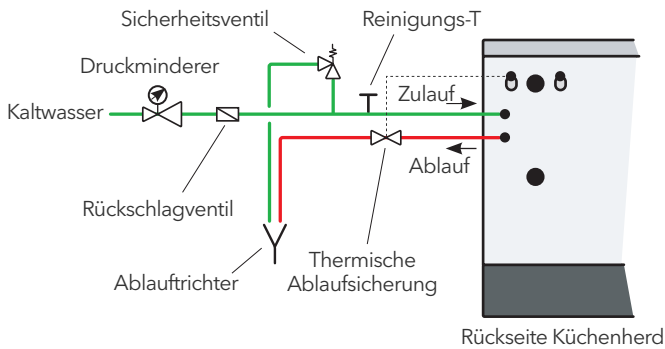 Sicherheitsventil
Reinigungs-T
Druckminderer
Kaltwasser
Zulauf
Ablauf
Rückschlagventil
Ablauftrichter
Thermische
Ablaufsicherung
Rückseite Küchenherd